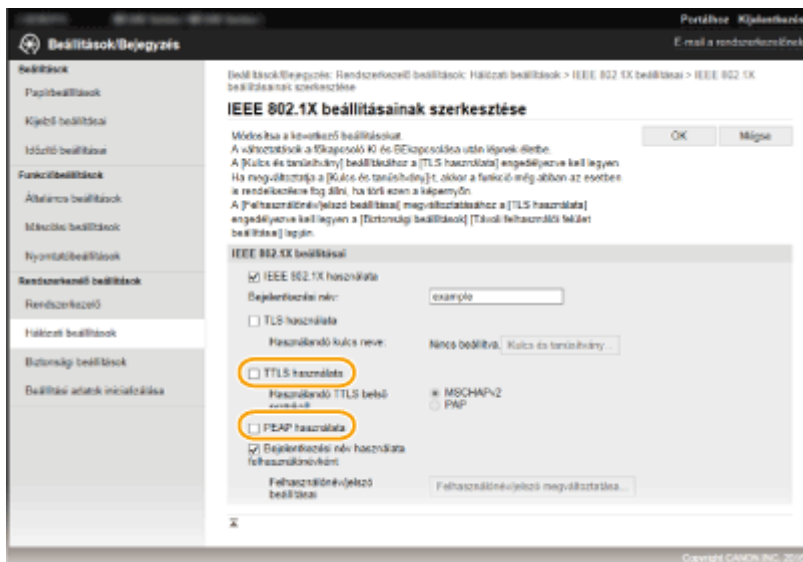 Portálhoz Kijelentkezés
Beállítások/Bejegyzés
E-mail a rendszerkezelőnek
Beállítások
Papírbeállítások
Kijelző beállításai
Időzítő beállításai
Funkcióbeállítások
Általános beállítások
Másolási beállítások
Nyomtatóbeállítások
Rendszerkezelő beállítások
Rendszerkezelő
Hálózati beállítások
Biztonsági beállítások
Beállítási adatok inicializálása
Beállítások/Bejegyzés: Rendszerkezelő beállítások: Hálózati beállítások > IEEE 802.1X beállításai > IEEE 802.1X
beállításainak szerkesztése
IEEE 802.1X beállításainak szerkesztése
Módosítsa a következő beállításokat.
OK Mégse
A változtatások a főkapcsoló KI és BEkapcsolása után lépnek életbe.
A [Kulcs és tanúsítvány] beállításához a [TLS használata] engedélyezve kell legyen.
Ha megváltoztatja a [Kulcs és tanúsítvány]-t, akkor a funkció még abban az esetben
is rendelkezésre fog állni, ha törli ezen a képernyőn.
A [Felhasználónév/jelszó beállításai] megváltoztatásához a [TLS használata]
engedélyezve kell legyen a [Biztonsági beállítások] [Távoli felhasználói felület
beállításai] lapján.
IEEE 802.1X beállításai
IEEE 802.1X használata
Bejelentkezési név: example
TLS használata
Használandó kulcs neve: Nincs beállítva. Kulcs és tanúsítvány...
TTLS használata
Használandó TTLS belső
MSCHAPv2
PAP
PEAP használata
Bejelentkezési név használata
felhasználónévként
Felhasználónév/jelszó
beállításai
Felhasználónév/jelszó megváltoztatása...
Copyright CANON INC.